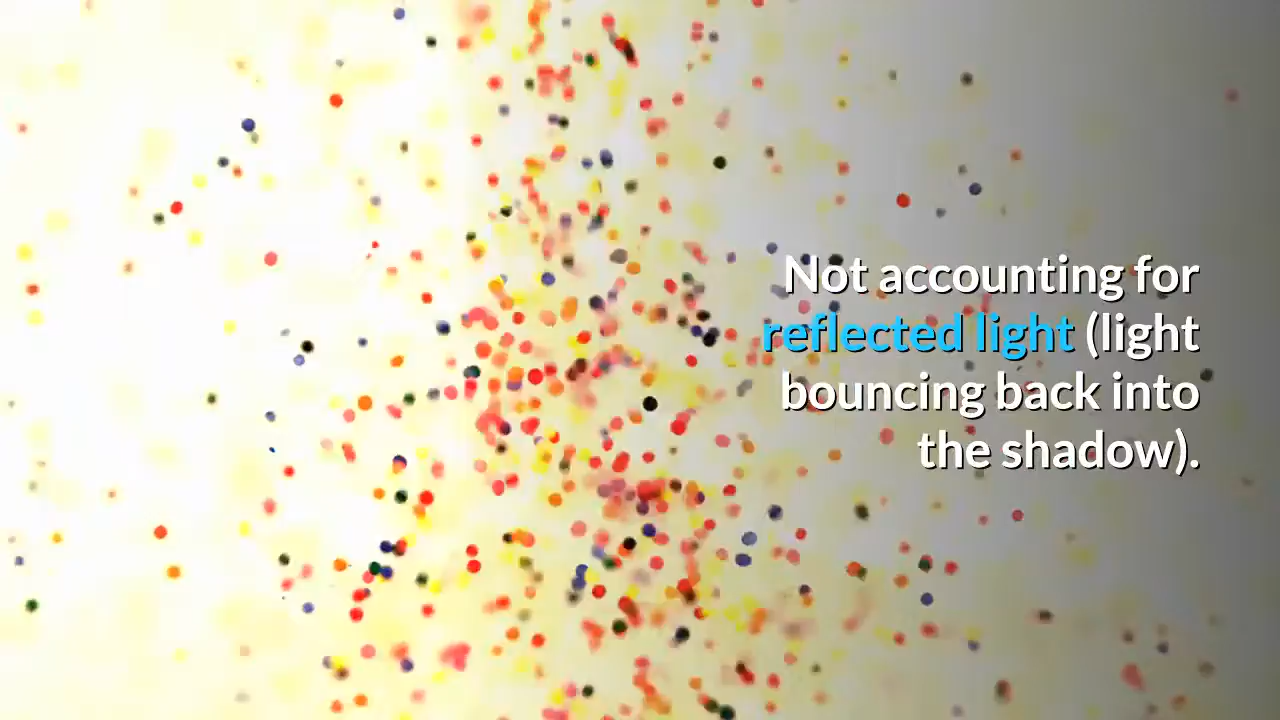 Not accounting for
reflected light (light
bouncing back into
the shadow).